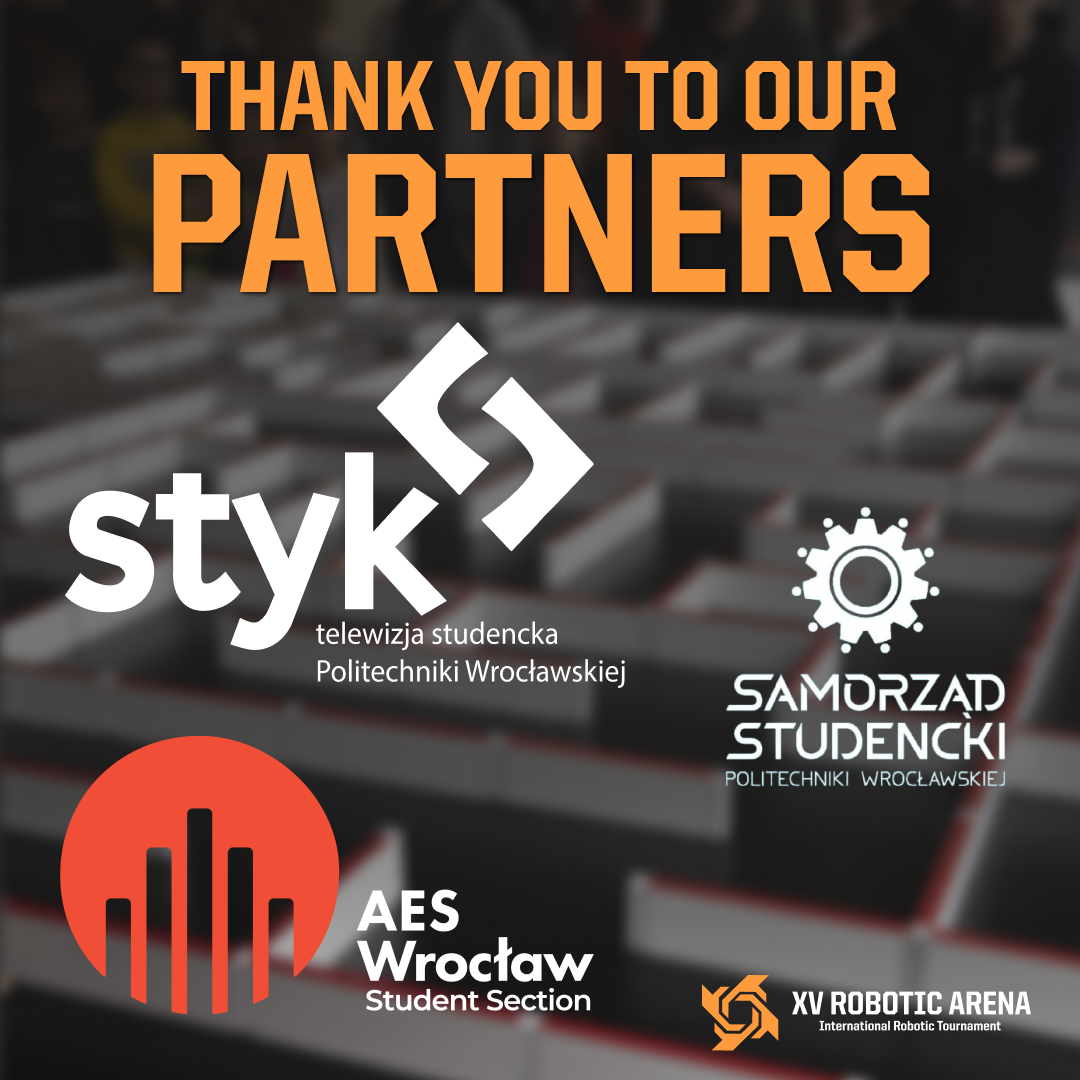 THANK YOU TO OUR
PARTNERS
styk
telewizja studencka
Politechniki Wrocławskiej
SAMORZĄD
STUDENCKI
POLITECHNIKI WROCŁAWSKIEJ
AES
Wrocław
Student Section
XV ROBOTIC ARENA
International Robotic Tournament